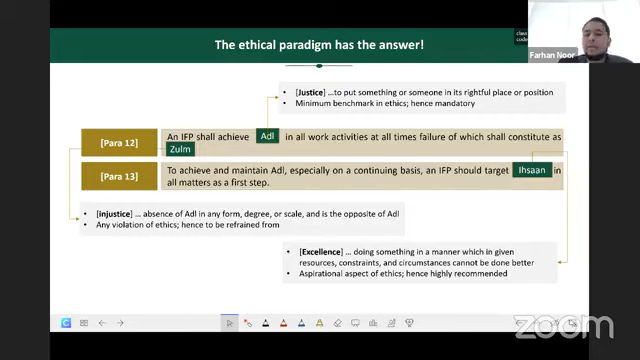 The ethical paradigm has the answer!
class
code
Farhan Noor
• [Justice] ...to put something or someone in its rightful place or position
• Minimum benchmark in ethics; hence mandatory
[Para 12]
An IFP shall achieve Adl in all work activities at all times failure of which shall constitute as
Zulm
[Para 13]
To achieve and maintain Adl, especially on a continuing basis, an IFP should target Ihsaan in
all matters as a first step.
• [injustice] ... absence of Adl in any form, degree, or scale, and is the opposite of Adl
• Any violation of ethics; hence to be refrained from
• [Excellence] ... doing something in a manner which in given
resources, constraints, and circumstances cannot be done better
• Aspirational aspect of ethics; hence highly recommended
zoom